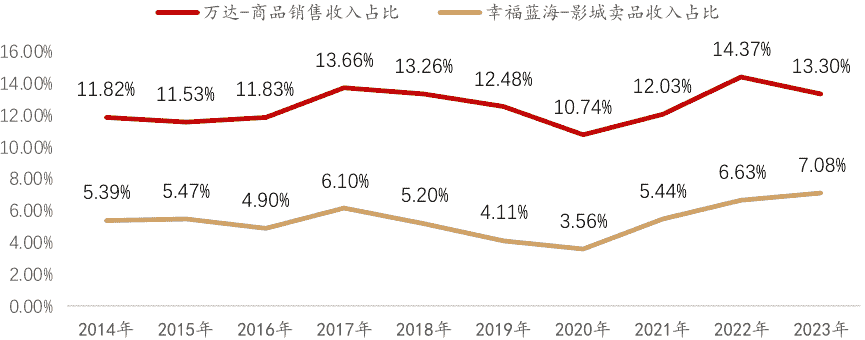 万达-商品销售收入占比 幸福蓝海-影城卖品收入占比
16.00%
14.00%
12.00%
10.00%
8.00%
6.00%
4.00%
2.00%
0.00%
11.82% 11.53% 11.83% 13.66% 13.26% 12.48% 10.74% 12.03% 14.37% 13.30%
5.39% 5.47% 4.90% 6.10% 5.20% 4.11% 3.56% 5.44% 6.63% 7.08%
2014年 2015年 2016年 2017年 2018年 2019年 2020年 2021年 2022年 2023年